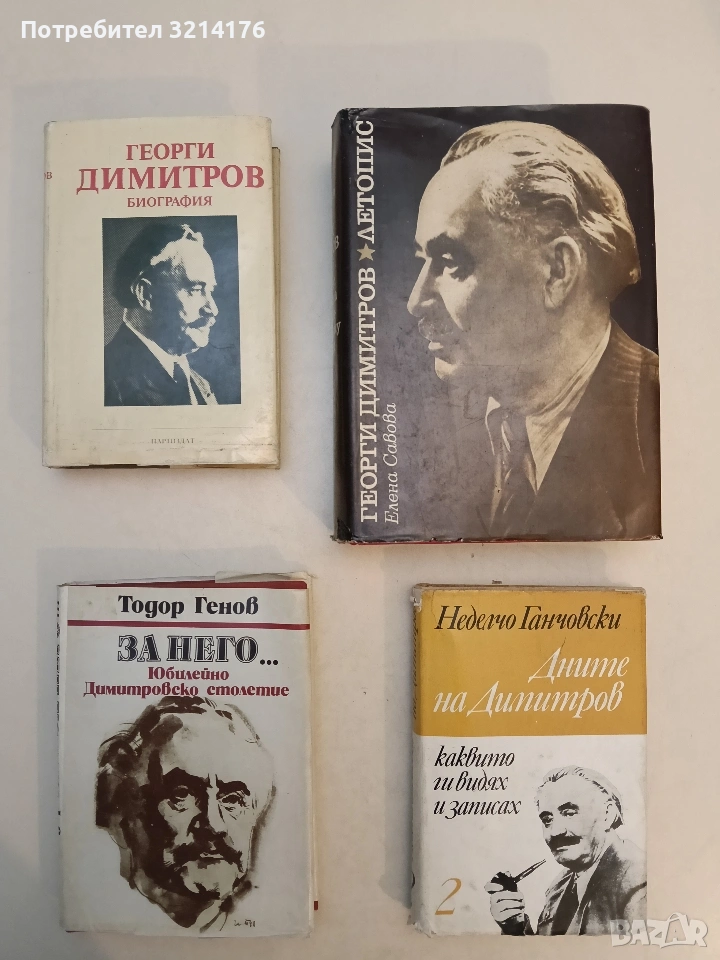 Потребител 3214176
ГЕОРГИ
ДИМИТРОВ
БИОГРАФИЯ
ПАРТИЗДАТ
ГЕОРГИ ДИМИТРОВ★ЛЕТОПИС
Елена Савова
Тодор Генов
ЗА НЕГО...
Юбилейно
Димитровско столетие
Неделчо Ганчовски
Дните
на Димитров
каквито
ги видях
и записах
2
BAZAR